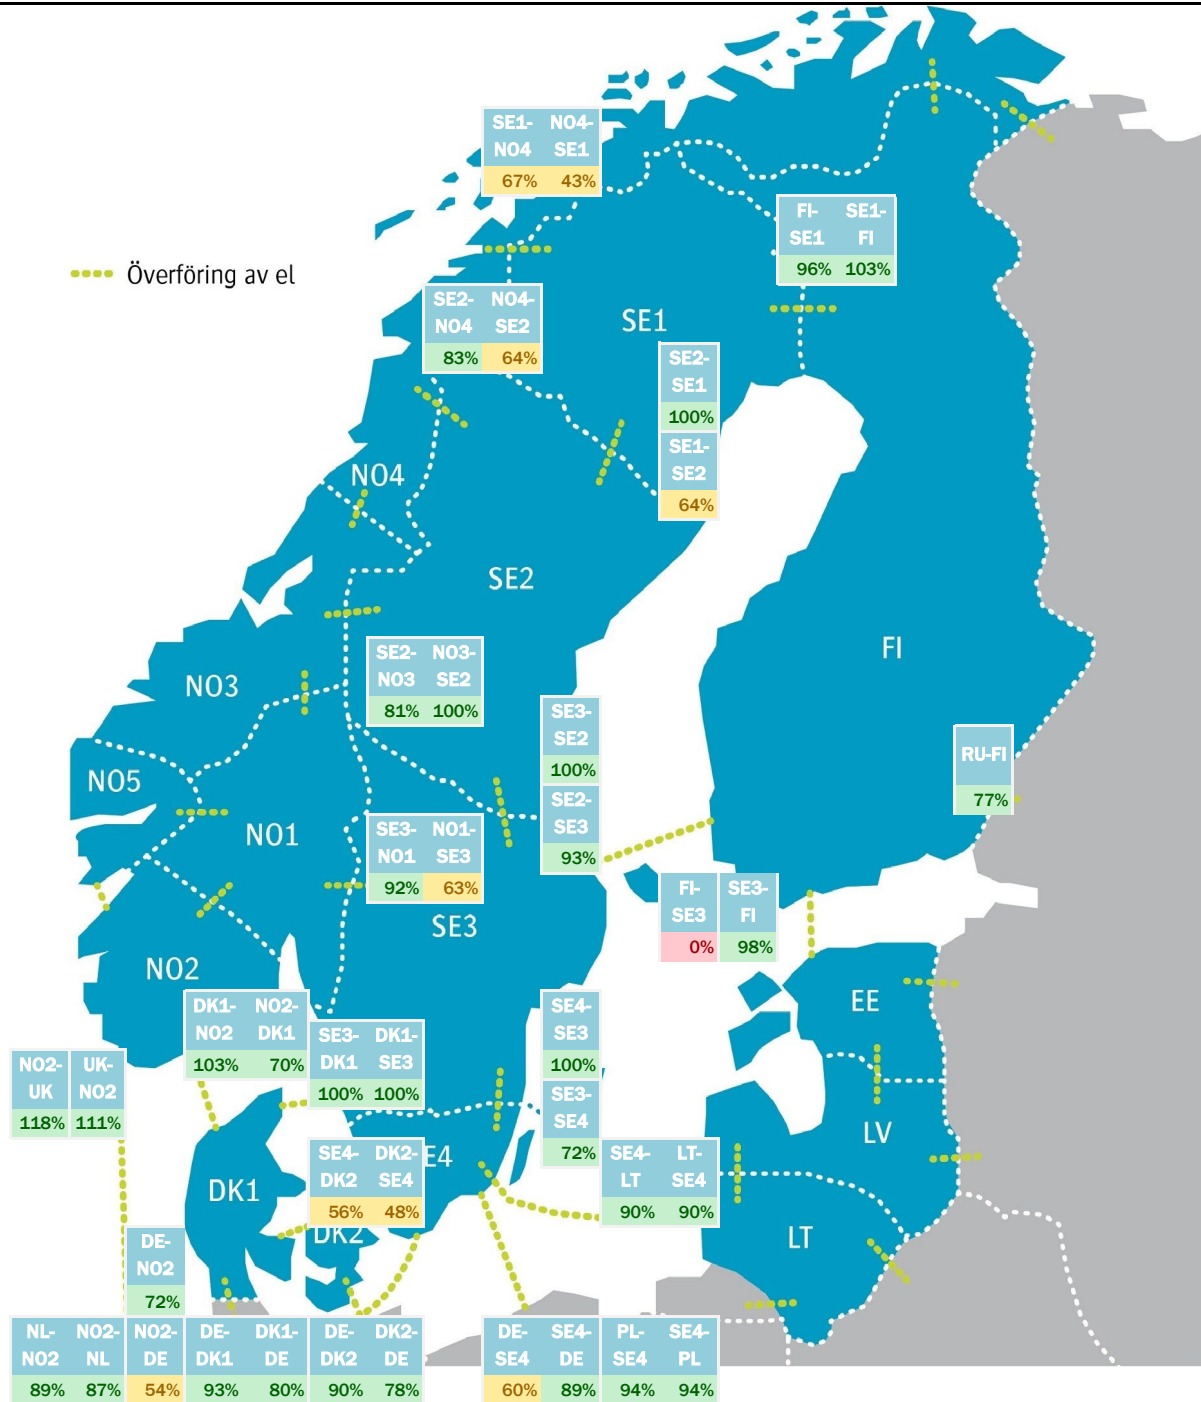 SE1- NO4-
NO4 SE1
67% 43%
FI- SE1-
SE1 FI
96% 103%
Överföring av el
SE2- NO4-
NO4 SE2
83% 64%
SE1
SE2-
SE1
100%
SE1-
SE2
64%
NO4
SE2
FI
SE2- NO3-
NO3 SE2
81% 100%
NO3
SE3-
SE2
100%
SE2-
SE3
93%
RU-FI
77%
NO5
NO1
SE3- NO1-
NO1 SE3
92% 63%
SE3
FI- SE3-
SE3 FI
0% 98%
NO2
EE
DK1- NO2-
NO2 DK1
103% 70%
SE3- DK1-
DK1 SE3
100% 100%
SE4-
SE3
100%
SE3-
SE4
72%
NO2- UK-
UK NO2
118% 111%
LV
SE4- DK2-
DK2 SE4
56% 48%
E4
SE4- LT-
LT SE4
90% 90%
DK1
DK2
LT
DE-
NO2
72%
NL- NO2- NO2- DE- DK1- DE- DK2-
NO2 NL DE DK1 DE DK2 DE
89% 87% 54% 93% 80% 90% 78%
DE- SE4- PL- SE4-
SE4 DE SE4 PL
60% 89% 94% 94%